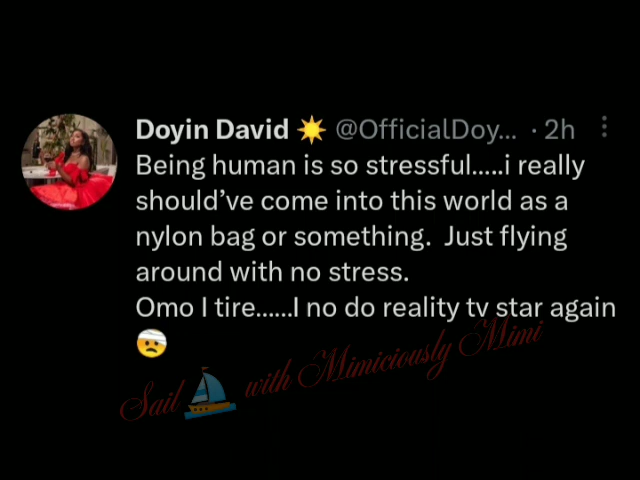 Doyin David ☀️ @OfficialDoy... · 2h
Being human is so stressful.....i really
should've come into this world as a
nylon bag or something.  Just flying
around with no stress.
Omo I tire......I no do reality tv star again
🤕
Sail ⛵ with Mimiciously Mimi